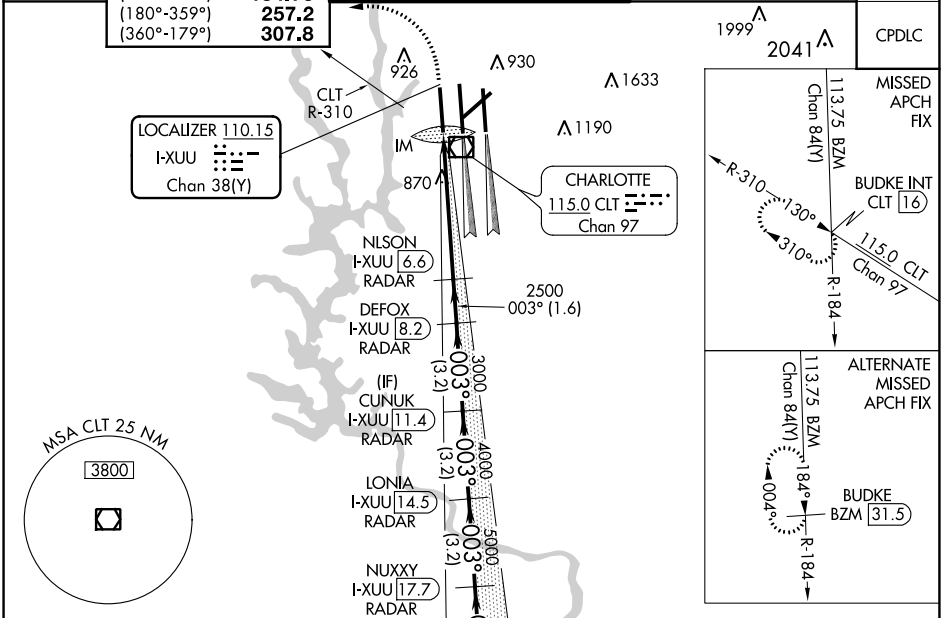 (180°-359°) 257.2
(360°-179°) 307.8
1999
2041
CPDLC
926
930
1633
1190
CLT
R-310
LOCALIZER 110.15
I-XUU
Chan 38(Y)
IM
870
CHARLOTTE
115.0 CLT
Chan 97
NLSON
I-XUU 6.6
RADAR
2500
003° (1.6)
DEFOX
I-XUU 8.2
RADAR
3000
003°
(3.2)
(IF)
CUNUK
I-XUU 11.4
RADAR
4000
003°
(3.2)
LONIA
I-XUU 14.5
RADAR
5000
003°
(3.2)
NUXXY
I-XUU 17.7
RADAR
MSA CLT 25 NM
3800
MISSED
APCH
FIX
113.75 BZM
Chan 84(Y)
R-310
130°
310°
BUDKE INT
CLT 16
115.0 CLT
Chan 97
R-184
ALTERNATE
MISSED
APCH FIX
113.75 BZM
Chan 84(Y)
184°
004°
BUDKE
BZM 31.5
R-184